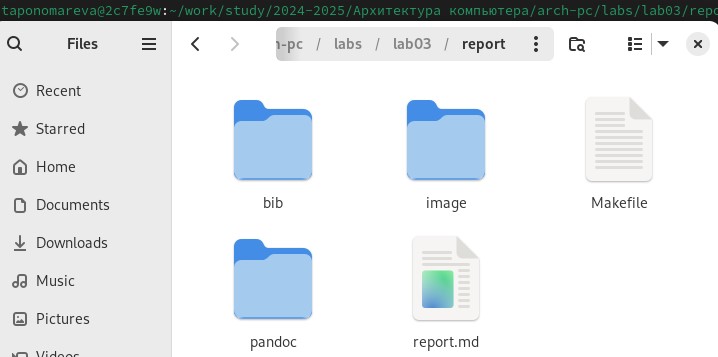 taponomareva@2c7fe9w:~/work/study/2024-2025/Архитектура компьютера/arch-pc/labs/lab03/repo
Files
h-pc / labs / lab03 / report
Recent
Starred
Home
Documents
Downloads
Music
Pictures
Videos
bib
image
Makefile
pandoc
report.md